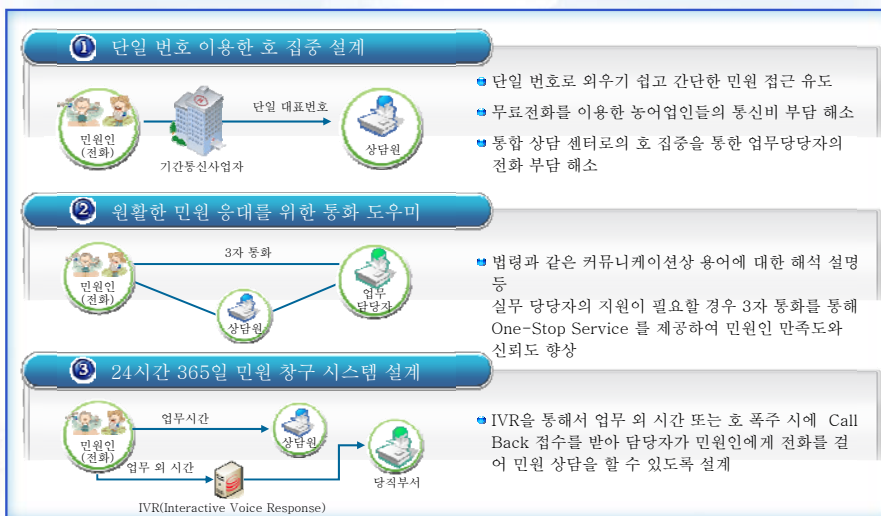 ① 단일 번호 이용한 호 집중 설계
민원인
(전화)
기간통신사업자
단일 대표번호
상담원
단일 번호로 외우기 쉽고 간단한 민원 접근 유도
무료전화를 이용한 농어업인들의 통신비 부담 해소
통합 상담 센터로의 호 집중을 통한 업무당당자의
전화 부담 해소
② 원활한 민원 응대를 위한 통화 도우미
민원인
(전화)
3자 통화
상담원
업무
담당자
법령과 같은 커뮤니케이션상 용어에 대한 해석 설명
등
실무 당당자의 지원이 필요할 경우 3자 통화를 통해
One-Stop Service 를 제공하여 민원인 만족도와
신뢰도 향상
③ 24시간 365일 민원 창구 시스템 설계
민원인
(전화)
업무시간
상담원
업무 외 시간
IVR(Interactive Voice Response)
당직부서
IVR을 통해서 업무 외 시간 또는 호 폭주 시에 Call
Back 접수를 받아 담당자가 민원인에게 전화를 걸
어 민원 상담을 할 수 있도록 설계